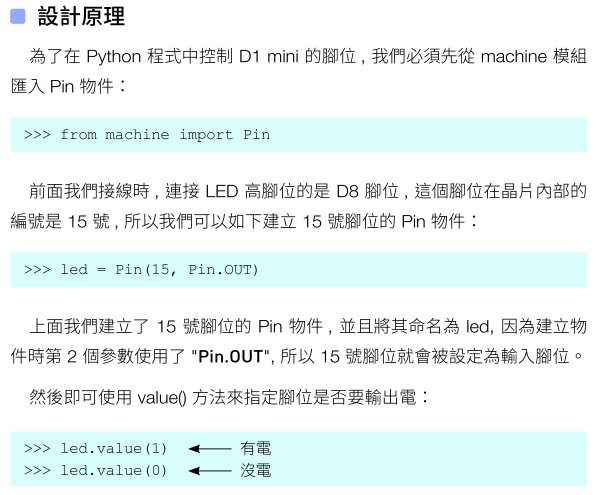 設計原理
為了在 Python 程式中控制 D1 mini 的腳位 , 我們必須先從 machine 模組
匯入 Pin 物件：
>>> from machine import Pin
前面我們接線時 , 連接 LED 高腳位的是 D8 腳位 , 這個腳位在晶片內部的
編號是 15 號 , 所以我們可以如下建立 15 號腳位的 Pin 物件：
>>> led = Pin(15, Pin.OUT)
上面我們建立了 15 號腳位的 Pin 物件 , 並且將其命名為 led, 因為建立物
件時第 2 個參數使用了 "Pin.OUT", 所以 15 號腳位就會被設定為輸入腳位。
然後即可使用 value() 方法來指定腳位是否要輸出電：
>>> led.value(1) ← 有電
>>> led.value(0) ← 沒電